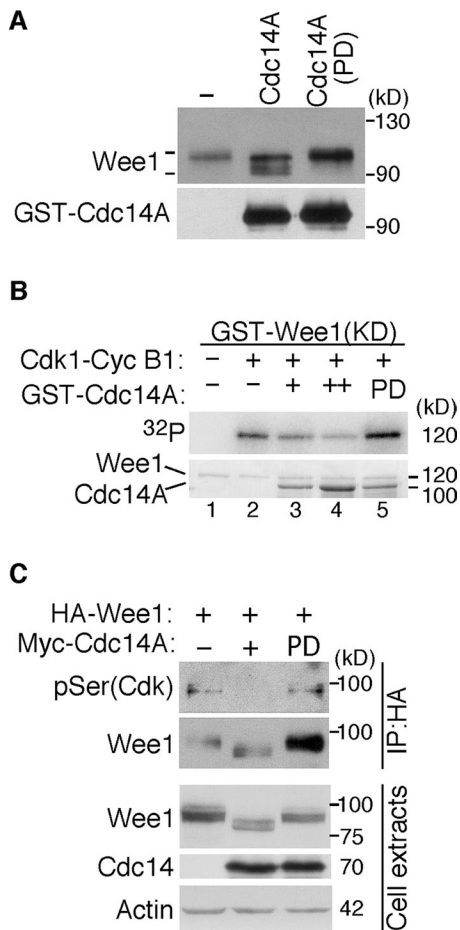 A
– Cdc14A Cdc14A (PD) (kD)
-130
Wee1
90
GST-Cdc14A
-90
B
GST-Wee1(KD)
Cdk1-Cyc B1: – + + + +
GST-Cdc14A: – – + ++ PD
(kD)
32P 120
Wee1 -120
Cdc14A -100
1 2 3 4 5
C
HA-Wee1: + + +
Myc-Cdc14A: – + PD (kD)
pSer(Cdk) -100
IP:HA
-100
Wee1
Wee1 -100
-75
Cdc14 70
Actin 42
Cell extracts